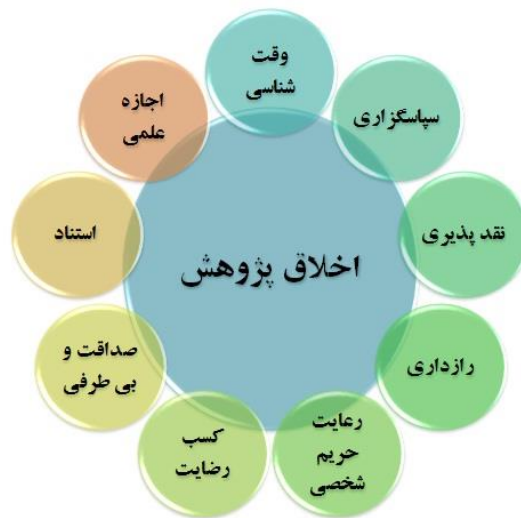 وقت
شناسی
سپاسگزاری
نقد پذیری
رازداری
رعایت
حریم
شخصی
کسب
رضایت
صداقت و
بی طرفی
استناد
اجازه
علمی
اخلاق پژوهش